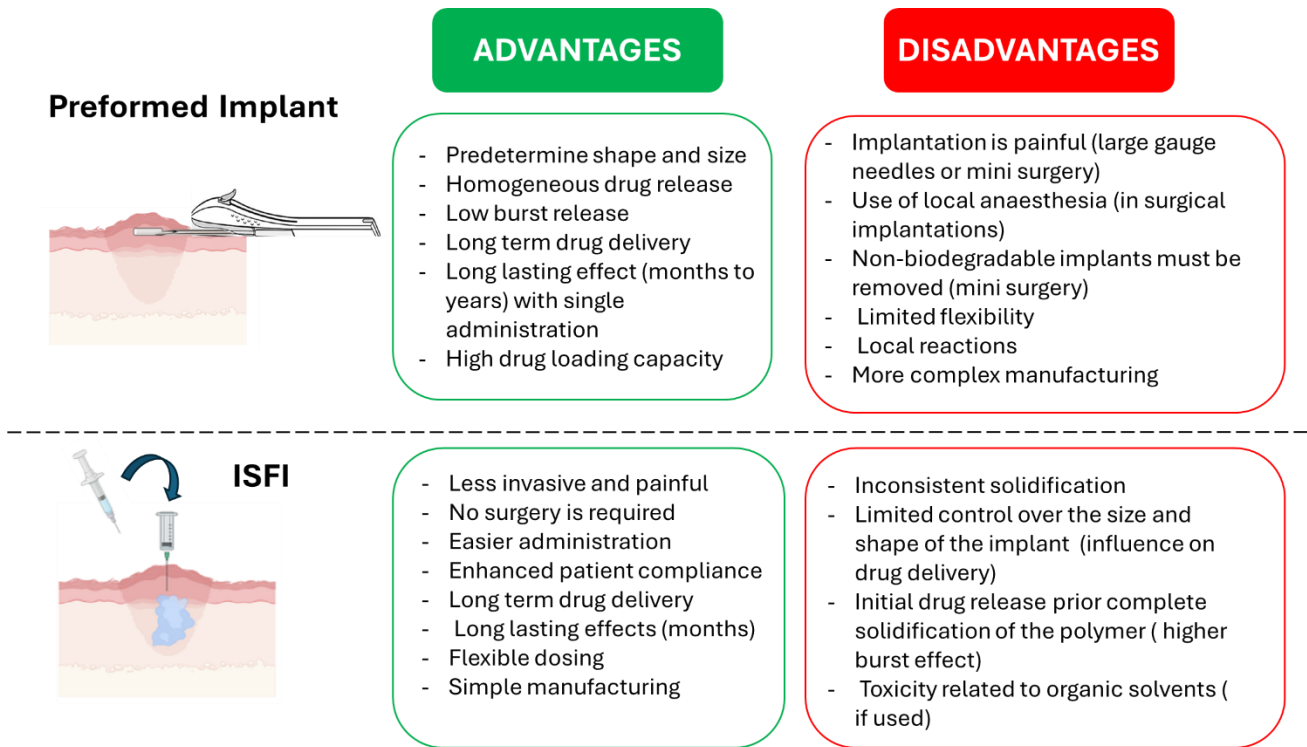 ADVANTAGES
DISADVANTAGES
Preformed Implant
- Predetermine shape and size
- Homogeneous drug release
- Low burst release
- Long term drug delivery
- Long lasting effect (months to
years) with single
administration
- High drug loading capacity
- Implantation is painful (large gauge
needles or mini surgery)
- Use of local anaesthesia (in surgical
implantations)
- Non-biodegradable implants must be
removed (mini surgery)
- Limited flexibility
- Local reactions
- More complex manufacturing
ISFI
- Less invasive and painful
- No surgery is required
- Easier administration
- Enhanced patient compliance
- Long term drug delivery
- Long lasting effects (months)
- Flexible dosing
- Simple manufacturing
- Inconsistent solidification
- Limited control over the size and
shape of the implant (influence on
drug delivery)
- Initial drug release prior complete
solidification of the polymer ( higher
burst effect)
- Toxicity related to organic solvents (
if used)